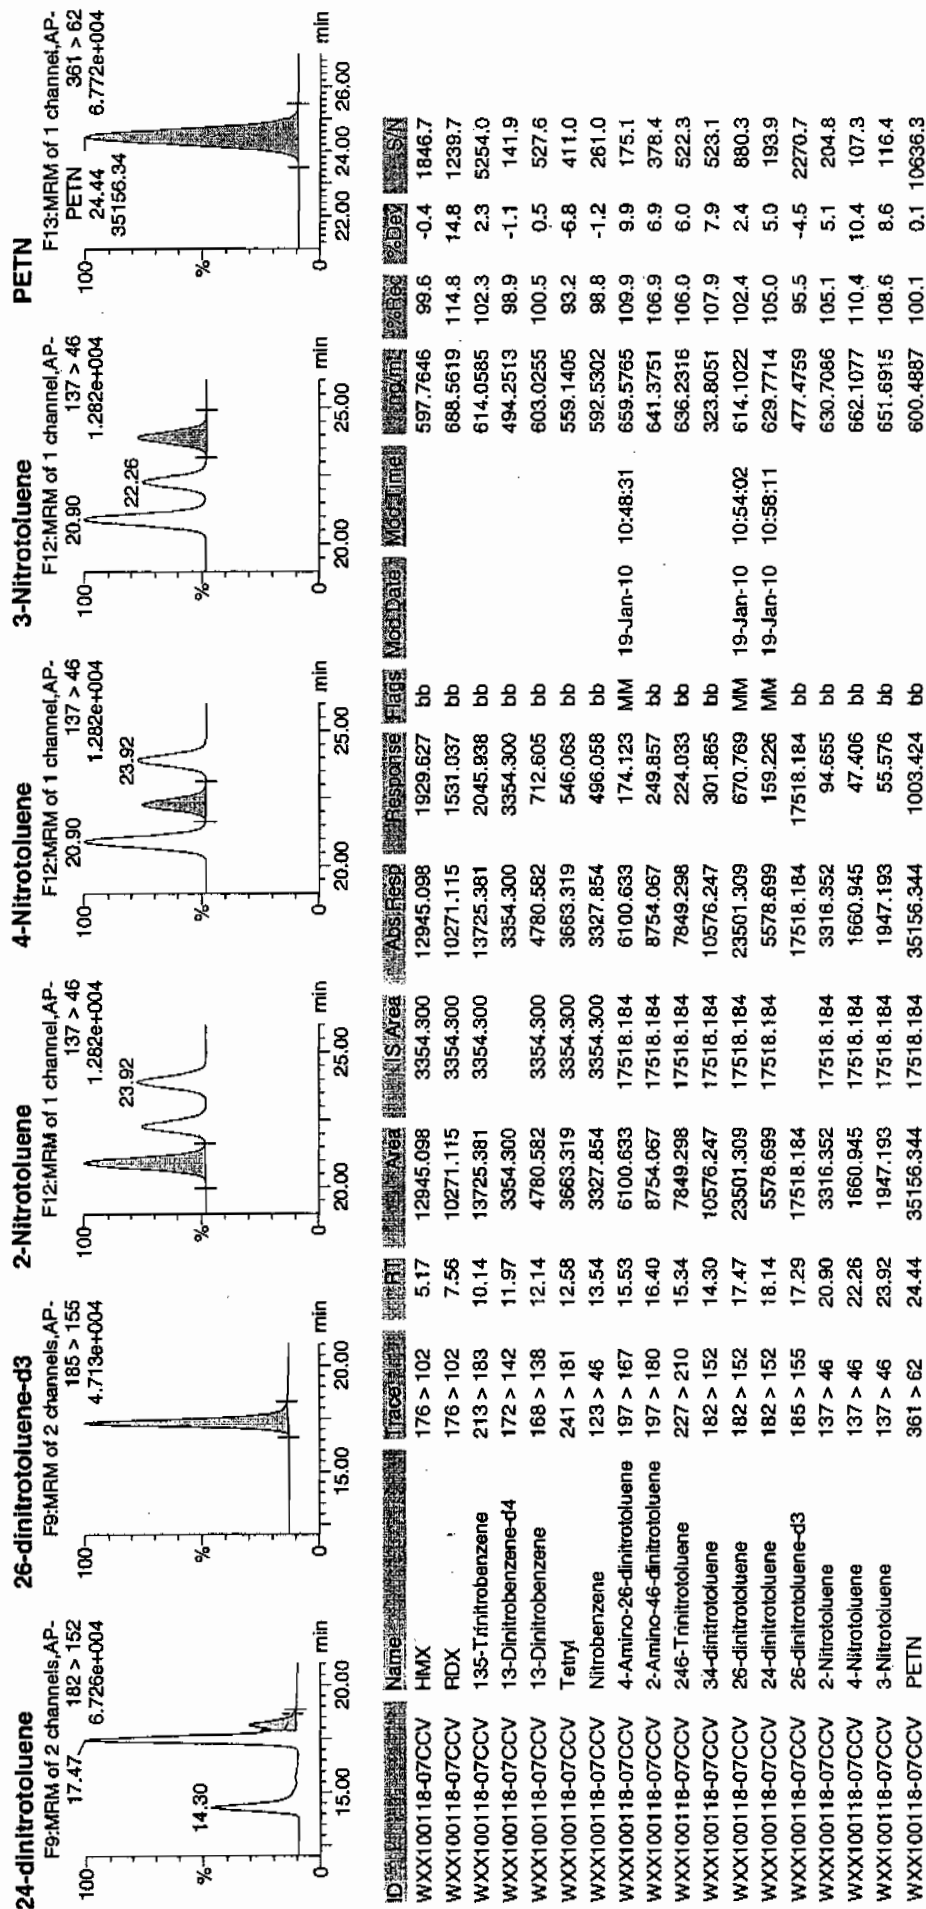 24-dinitrotoluene
F9:MRM of 2 channels,AP-
182 > 152
6.726e+004
100
17.47
14.30
%
0
15.00
20.00
min
26-dinitrotoluene-d3
F9:MRM of 2 channels,AP-
185 > 155
4.713e+004
100
%
0
15.00
20.00
min
2-Nitrotoluene
F12:MRM of 1 channel,AP-
137 > 46
1.282e+004
100
23.92
%
0
20.00
25.00
min
4-Nitrotoluene
F12:MRM of 1 channel,AP-
137 > 46
1.282e+004
100
20.90
23.92
%
0
20.00
25.00
min
3-Nitrotoluene
F12:MRM of 1 channel,AP-
137 > 46
1.282e+004
100
20.90
22.26
%
0
20.00
25.00
min
PETN
F13:MRM of 1 channel,AP-
361 > 62
6.772e+004
100
PETN
24.44
35156.34
%
0
22.00
24.00
26.00
min
ID Name Trace RT Area IS Area Abs Resp Response Flags Mod Date Mod Time ng/mL %Rec %Dev S/N
WXX100118-07CCV HMX 176 > 102 5.17 12945.098 3354.300 12945.098 1929.627 bb 597.7646 99.6 -0.4 1846.7
WXX100118-07CCV RDX 176 > 102 7.56 10271.115 3354.300 10271.115 1531.037 bb 688.5619 114.8 14.8 1239.7
WXX100118-07CCV 135-Trinitrobenzene 213 > 183 10.14 13725.381 3354.300 13725.381 2045.938 bb 614.0585 102.3 2.3 5254.0
WXX100118-07CCV 13-Dinitrobenzene-d4 172 > 142 11.97 3354.300 3354.300 3354.300 bb 494.2513 98.9 -1.1 141.9
WXX100118-07CCV 13-Dinitrobenzene 168 > 138 12.14 4780.582 3354.300 4780.582 712.605 bb 603.0255 100.5 0.5 527.6
WXX100118-07CCV Tetryl 241 > 181 12.58 3663.319 3354.300 3663.319 546.063 bb 559.1405 93.2 -6.8 411.0
WXX100118-07CCV Nitrobenzene 123 > 46 13.54 3327.854 3354.300 3327.854 496.058 bb 592.5302 98.8 -1.2 261.0
WXX100118-07CCV 4-Amino-26-dinitrotoluene 197 > 167 15.53 6100.633 17518.184 6100.633 174.123 MM 19-Jan-10 10:48:31 659.5765 109.9 9.9 175.1
WXX100118-07CCV 2-Amino-46-dinitrotoluene 197 > 180 16.40 8754.067 17518.184 8754.067 249.857 bb 641.3751 106.9 6.9 378.4
WXX100118-07CCV 246-Trinitrotoluene 227 > 210 15.34 7849.298 17518.184 7849.298 224.033 bb 636.2316 106.0 6.0 522.3
WXX100118-07CCV 34-dinitrotoluene 182 > 152 14.30 10576.247 17518.184 10576.247 301.865 bb 323.8051 107.9 7.9 523.1
WXX100118-07CCV 26-dinitrotoluene 182 > 152 17.47 23501.309 17518.184 23501.309 670.769 MM 19-Jan-10 10:54:02 614.1022 102.4 2.4 880.3
WXX100118-07CCV 24-dinitrotoluene 182 > 152 18.14 5578.699 17518.184 5578.699 159.226 MM 19-Jan-10 10:58:11 629.7714 105.0 5.0 193.9
WXX100118-07CCV 26-dinitrotoluene-d3 185 > 155 17.29 17518.184 17518.184 17518.184 bb 477.4759 95.5 -4.5 2270.7
WXX100118-07CCV 2-Nitrotoluene 137 > 46 20.90 3316.352 17518.184 3316.352 94.655 bb 630.7086 105.1 5.1 204.8
WXX100118-07CCV 4-Nitrotoluene 137 > 46 22.26 1660.945 17518.184 1660.945 47.406 bb 662.1077 110.4 10.4 107.3
WXX100118-07CCV 3-Nitrotoluene 137 > 46 23.92 1947.193 17518.184 1947.193 55.576 bb 651.6915 108.6 8.6 116.4
WXX100118-07CCV PETN 361 > 62 24.44 35156.344 17518.184 35156.344 1003.424 bb 600.4887 100.1 0.1 10636.3